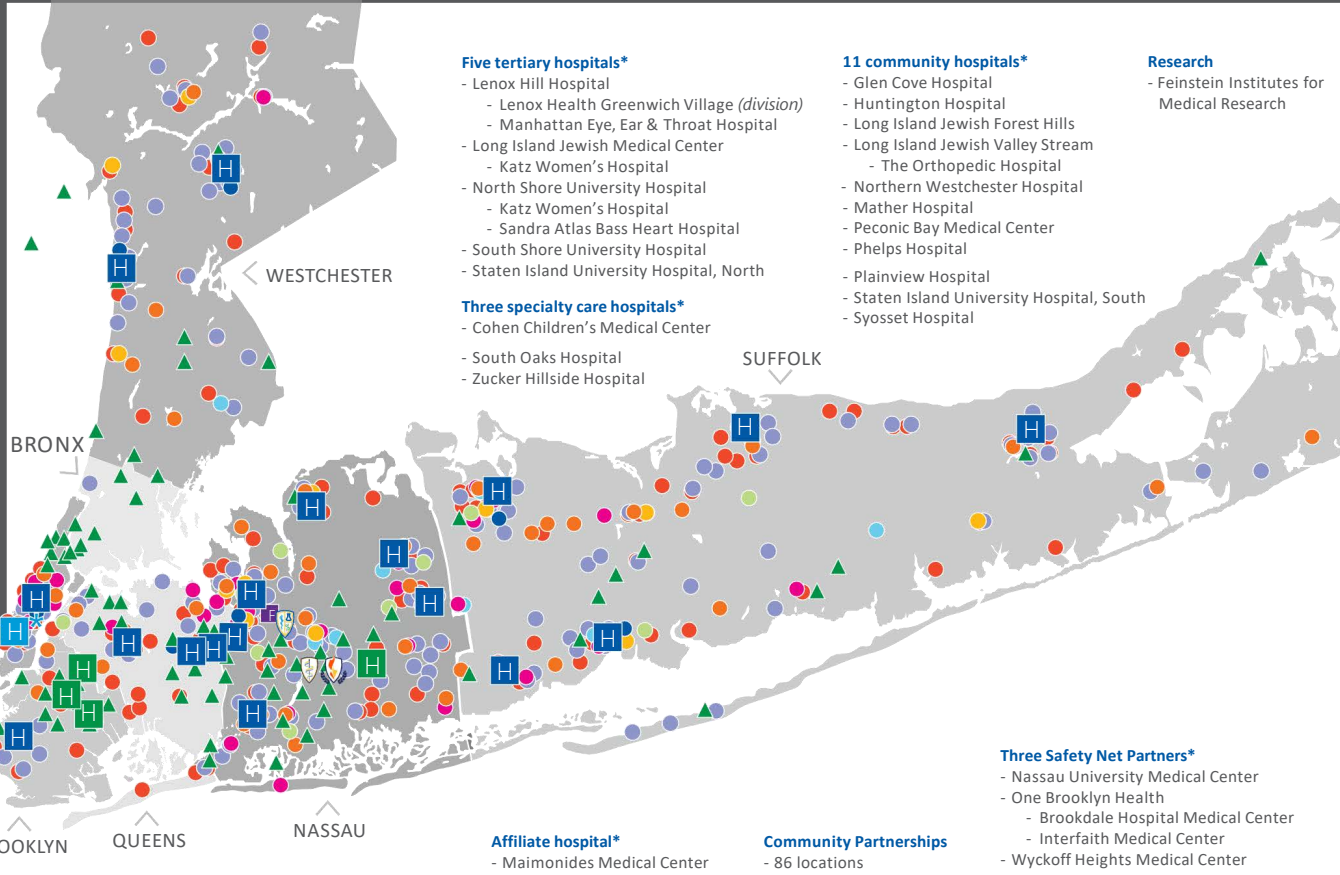 Five tertiary hospitals*
- Lenox Hill Hospital
- Lenox Health Greenwich Village (division)
- Manhattan Eye, Ear & Throat Hospital
- Long Island Jewish Medical Center
- Katz Women's Hospital
- North Shore University Hospital
- Katz Women's Hospital
- Sandra Atlas Bass Heart Hospital
- South Shore University Hospital
- Staten Island University Hospital, North
Three specialty care hospitals*
- Cohen Children's Medical Center
- South Oaks Hospital
- Zucker Hillside Hospital
11 community hospitals*
- Glen Cove Hospital
- Huntington Hospital
- Long Island Jewish Forest Hills
- Long Island Jewish Valley Stream
- The Orthopedic Hospital
- Northern Westchester Hospital
- Mather Hospital
- Peconic Bay Medical Center
- Phelps Hospital
- Plainview Hospital
- Staten Island University Hospital, South
- Syosset Hospital
Research
- Feinstein Institutes for
Medical Research
WESTCHESTER
SUFFOLK
BRONX
H
H
H
H
H
H
H
H
H
H
F
H
H
H
H
H
H
H
H
H
H
H
H
OOKLYN
QUEENS
NASSAU
Affiliate hospital*
- Maimonides Medical Center
Community Partnerships
- 86 locations
Three Safety Net Partners*
- Nassau University Medical Center
- One Brooklyn Health
- Brookdale Hospital Medical Center
- Interfaith Medical Center
- Wyckoff Heights Medical Center